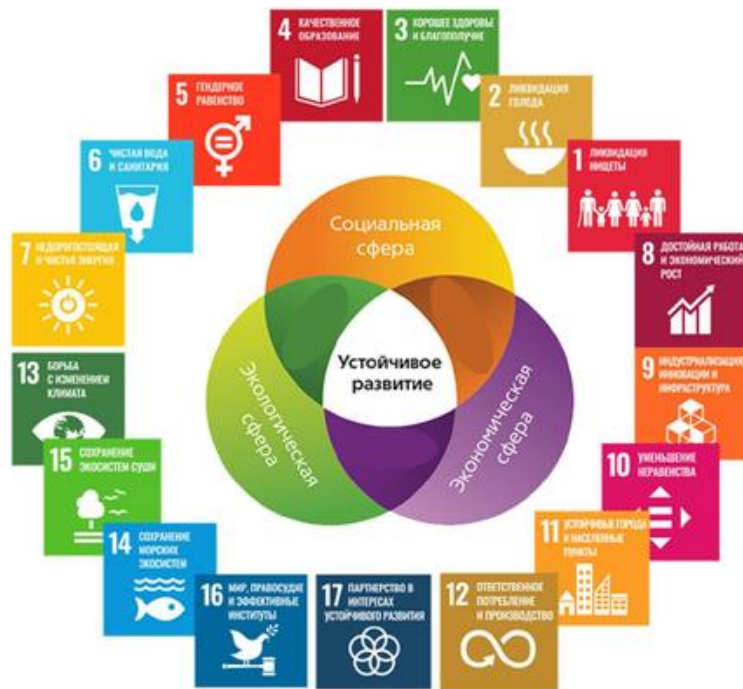 4 КАЧЕСТВЕННОЕ
ОБРАЗОВАНИЕ
3 ХОРОШЕЕ ЗДОРОВЬЕ
И БЛАГОПОЛУЧИЕ
5 ГЕНДЕРНОЕ
РАВЕНСТВО
2 ЛИКВИДАЦИЯ
ГОЛОДА
6 ЧИСТАЯ ВОДА
И САНИТАРИЯ
1 ЛИКВИДАЦИЯ
НИЩЕТЫ
7 НЕДОРОГОСТОЯЩАЯ
И ЧИСТАЯ ЭНЕРГИЯ
8 ДОСТОЙНАЯ РАБОТА
И ЭКОНОМИЧЕСКИЙ
РОСТ
Социальная
сфера
Устойчивое
развитие
Экологическая
сфера
Экономическая
сфера
13 БОРЬБА
С ИЗМЕНЕНИЕМ
КЛИМАТА
9 ИНДУСТРИАЛИЗАЦИЯ,
ИННОВАЦИИ И
ИНФРАСТРУКТУРА
15 СОХРАНЕНИЕ
ЭКОСИСТЕМ СУШИ
10 УМЕНЬШЕНИЕ
НЕРАВЕНСТВА
14 СОХРАНЕНИЕ
МОРСКИХ
ЭКОСИСТЕМ
11 УСТОЙЧИВЫЕ ГОРОДА
И НАСЕЛЕННЫЕ
ПУНКТЫ
16 МИР, ПРАВОСУДИЕ
И ЭФФЕКТИВНЫЕ
ИНСТИТУТЫ
17 ПАРТНЕРСТВО В
ИНТЕРЕСАХ
УСТОЙЧИВОГО РАЗВИТИЯ
12 ОТВЕТСТВЕННОЕ
ПОТРЕБЛЕНИЕ
И ПРОИЗВОДСТВО